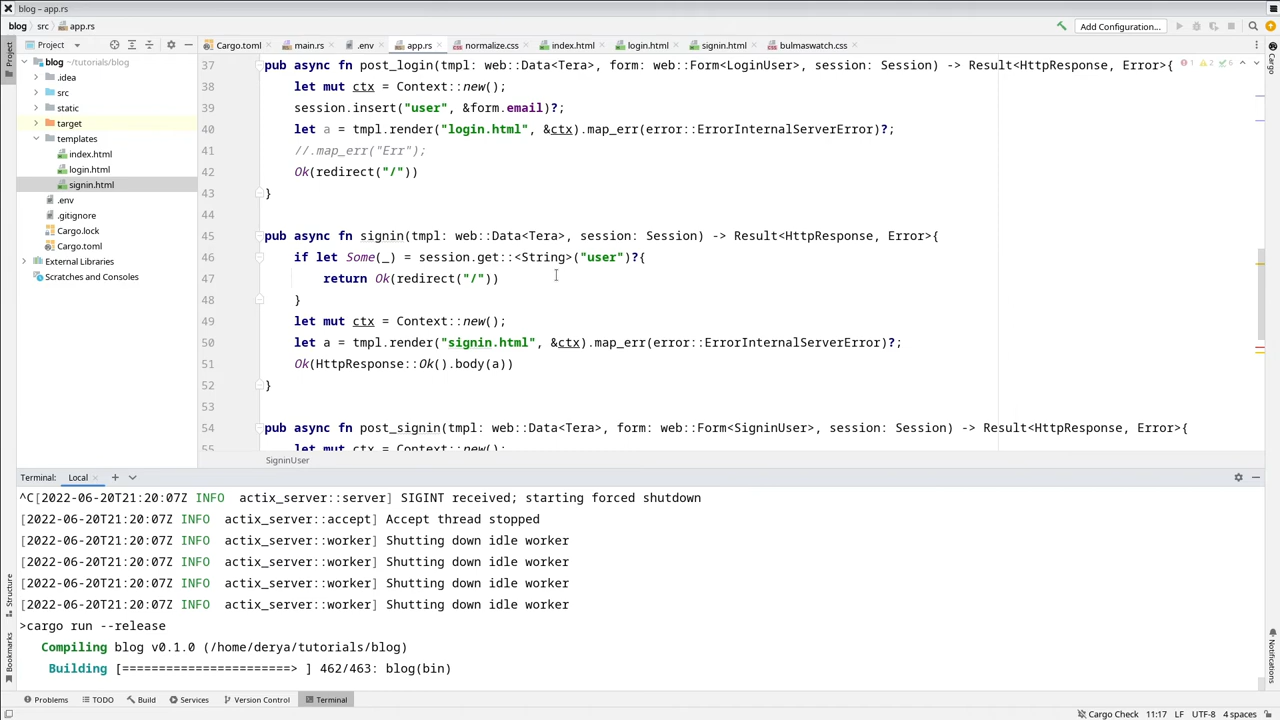 blog – app.rs
blog src app.rs Add Configuration...
Project Cargo.toml main.rs .env app.rs normalize.css index.html login.html signin.html bulmaswatch.css
Project
Cargo
blog ~/tutorials/blog
.idea
src
static
target
templates
index.html
login.html
signin.html
.env
.gitignore
Cargo.lock
Cargo.toml
External Libraries
Scratches and Consoles
1 2 6
37 pub async fn post_login(tmpl: web::Data<Tera>, form: web::Form<LoginUser>, session: Session) -> Result<HttpResponse, Error>{
38 let mut ctx = Context::new();
39 session.insert("user", &form.email)?;
40 let a = tmpl.render("login.html", &ctx).map_err(error::ErrorInternalServerError)?;
41 //.map_err("Err");
42 Ok(redirect("/"))
43 }
44
45 pub async fn signin(tmpl: web::Data<Tera>, session: Session) -> Result<HttpResponse, Error>{
46 if let Some(_) = session.get::<String>("user")?{
47 return Ok(redirect("/"))
48 }
49 let mut ctx = Context::new();
50 let a = tmpl.render("signin.html", &ctx).map_err(error::ErrorInternalServerError)?;
51 Ok(HttpResponse::Ok().body(a))
52 }
53
54 pub async fn post_signin(tmpl: web::Data<Tera>, form: web::Form<SigninUser>, session: Session) -> Result<HttpResponse, Error>{
55 let mut ctx = Context::new();
SigninUser
Terminal: Local
^C[2022-06-20T21:20:07Z INFO actix_server::server] SIGINT received; starting forced shutdown
[2022-06-20T21:20:07Z INFO actix_server::accept] Accept thread stopped
[2022-06-20T21:20:07Z INFO actix_server::worker] Shutting down idle worker
[2022-06-20T21:20:07Z INFO actix_server::worker] Shutting down idle worker
[2022-06-20T21:20:07Z INFO actix_server::worker] Shutting down idle worker
[2022-06-20T21:20:07Z INFO actix_server::worker] Shutting down idle worker
>cargo run --release
Compiling blog v0.1.0 (/home/derya/tutorials/blog)
Building [=======================> ] 462/463: blog(bin)
Structure
Bookmarks
Notifications
Problems TODO Build Services Version Control Terminal
Cargo Check 11:17 LF UTF-8 4 spaces